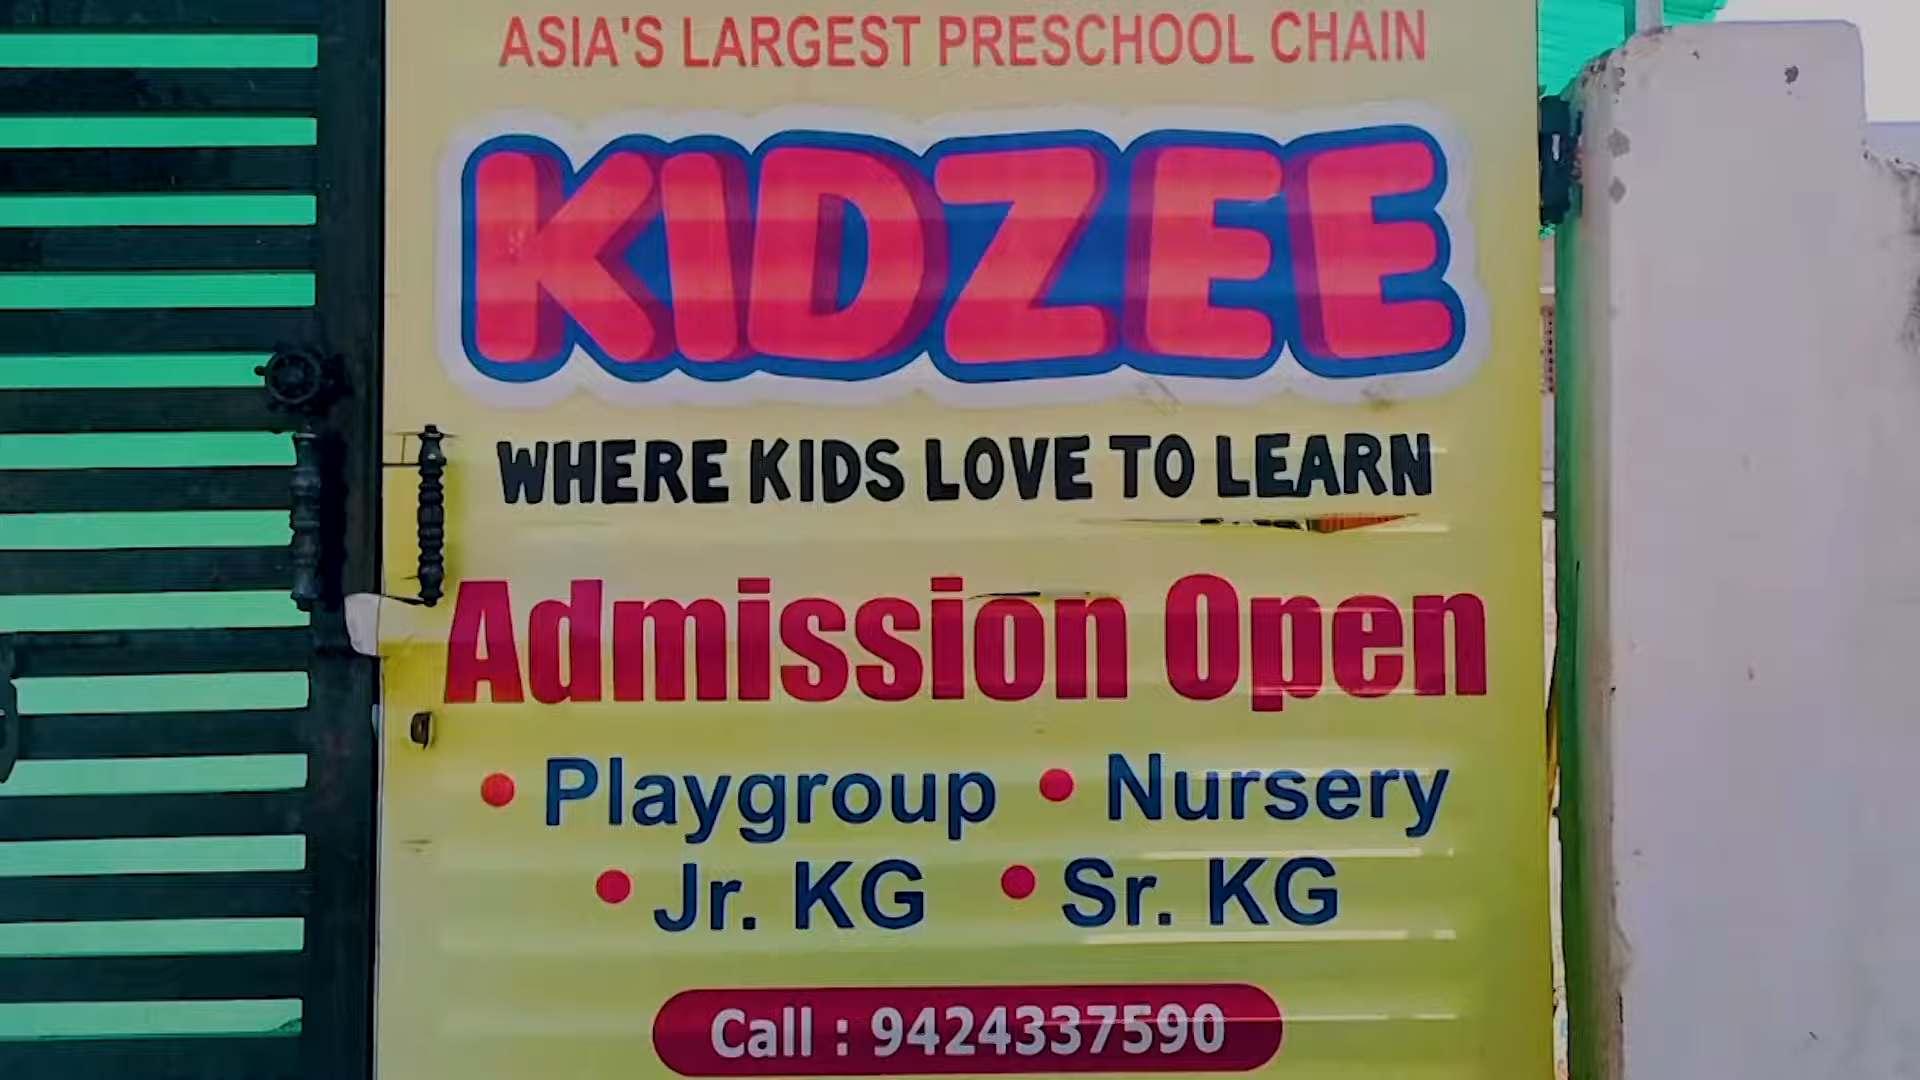 ASIA'S LARGEST PRESCHOOL CHAIN
KIDZEE
WHERE KIDS LOVE TO LEARN
Admission Open
• Playgroup • Nursery
• Jr. KG • Sr. KG
Call : 9424337590